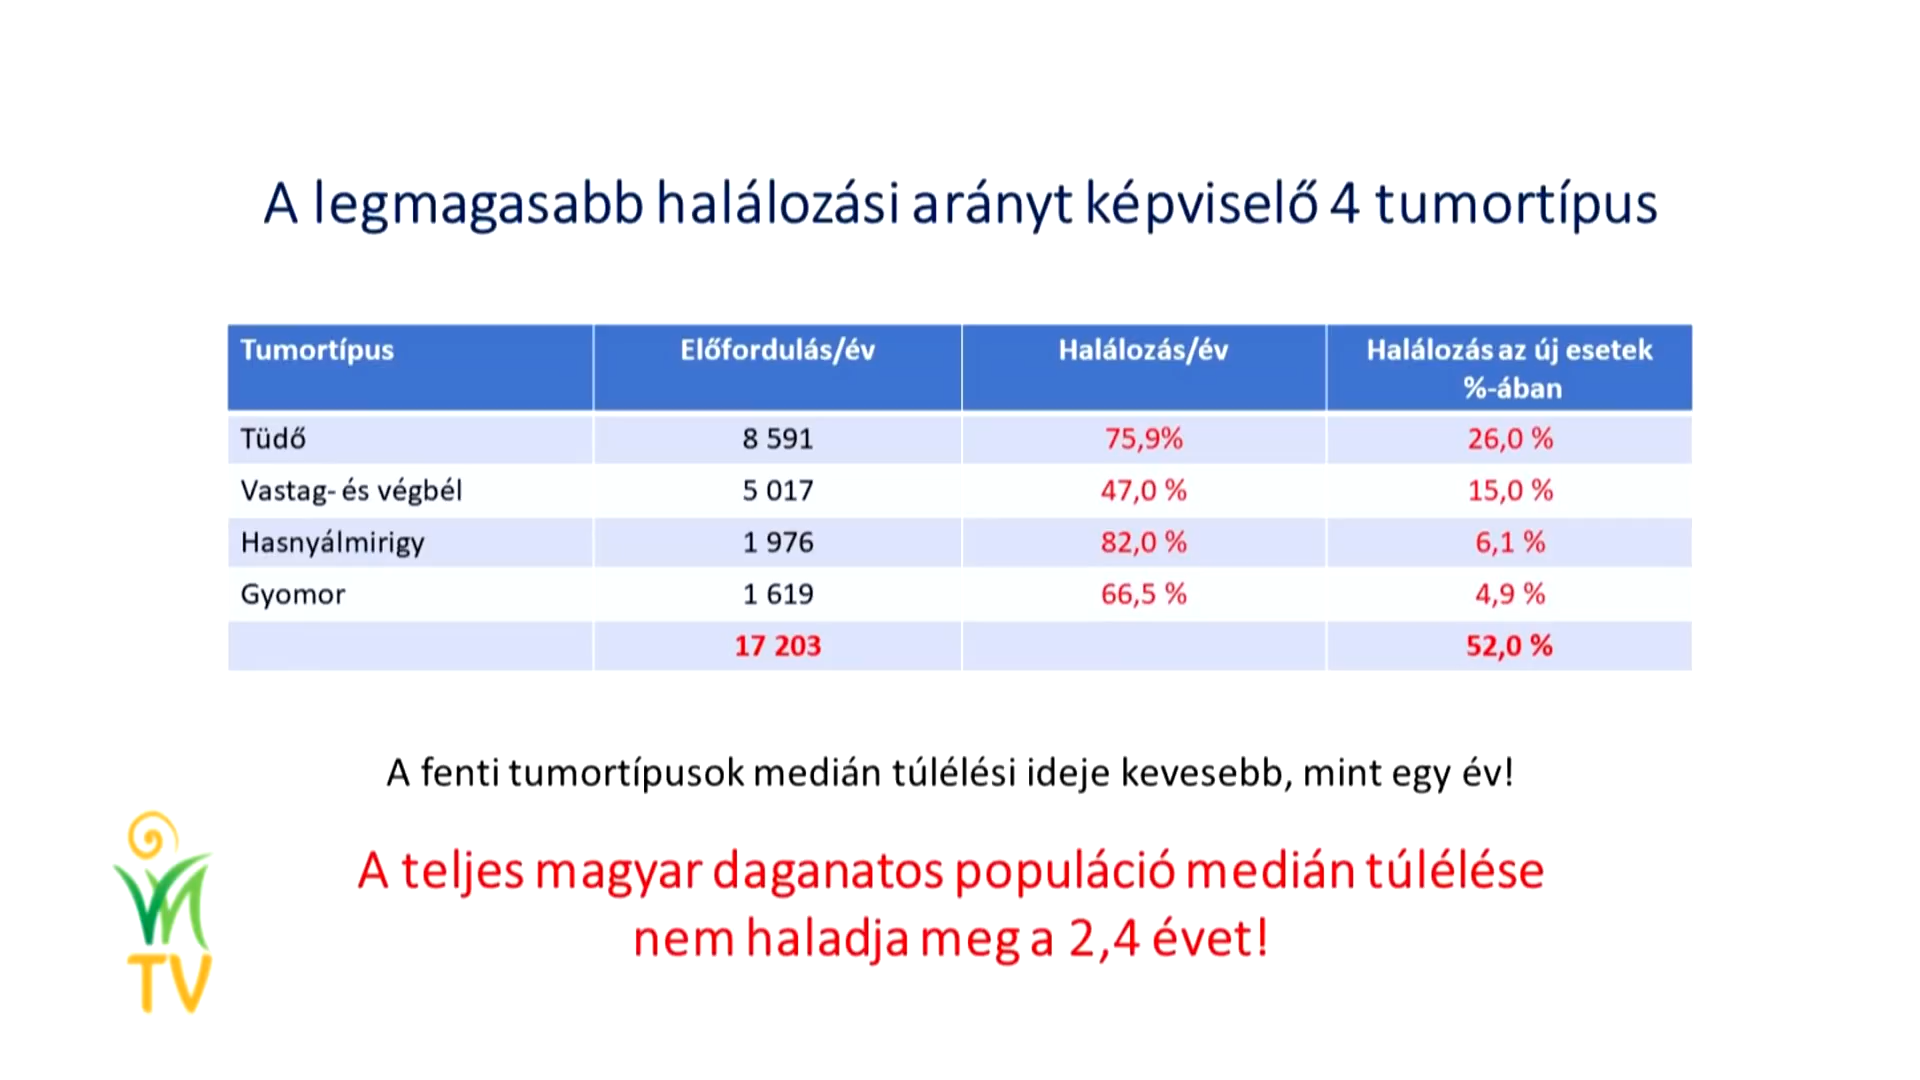 A legmagasabb halálozási arányt képviselő 4 tumortípus
Tumortípus Előfordulás/év Halálozás/év Halálozás az új esetek
%-ában
Tüdő 8 591 75,9% 26,0 %
Vastag- és végbél 5 017 47,0 % 15,0 %
Hasnyálmirigy 1 976 82,0 % 6,1 %
Gyomor 1 619 66,5 % 4,9 %
17 203 52,0 %
A fenti tumortípusok medián túlélési ideje kevesebb, mint egy év!
A teljes magyar daganatos populáció medián túlélése
nem haladja meg a 2,4 évet!
TV